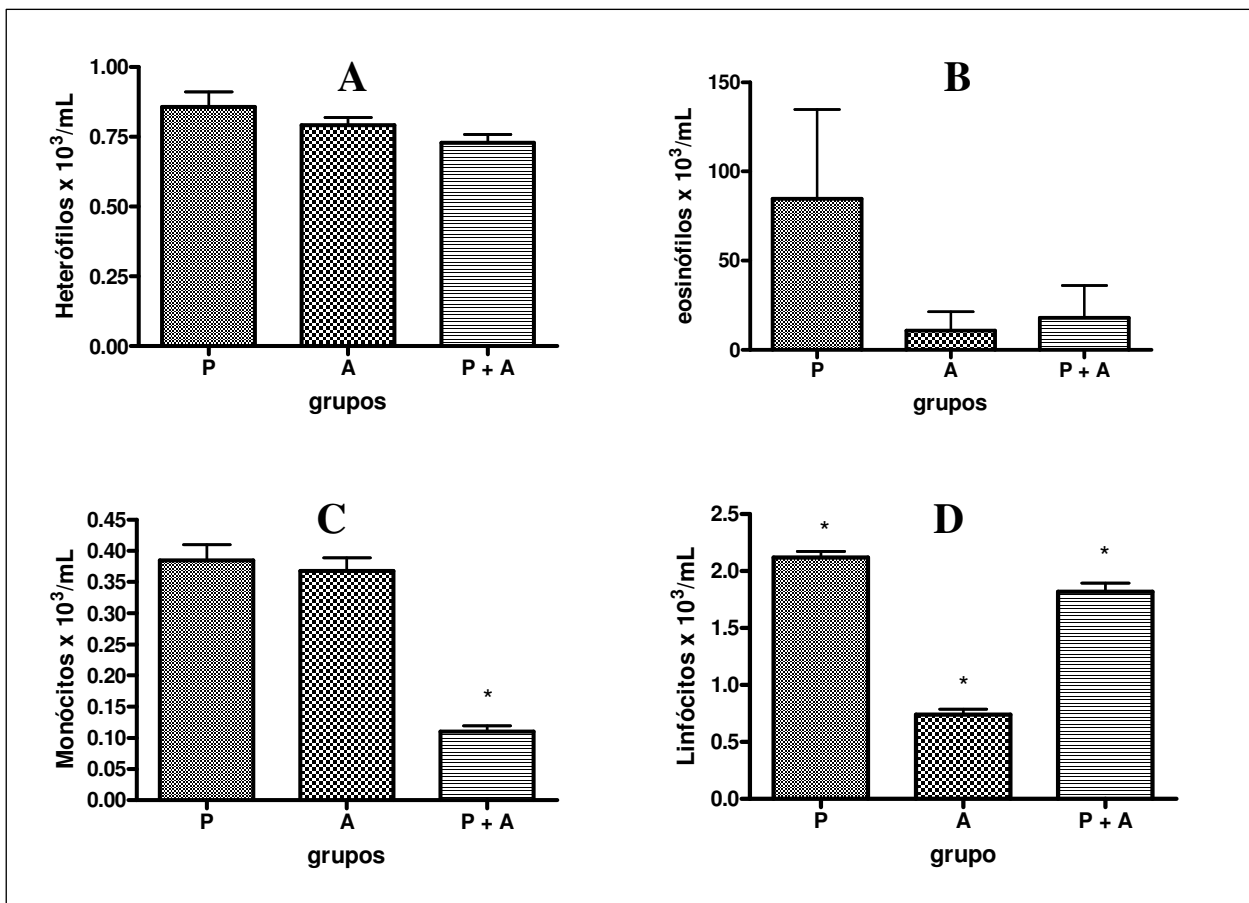 A
Heterófilos x 10³/mL
1.00
0.75
0.50
0.25
0.00
P A P + A
grupos
B
eosinófilos x 10³/mL
150
100
50
0
P A P + A
grupos
C
Monócitos x 10³/mL
0.45
0.40
0.35
0.30
0.25
0.20
0.15
0.10
0.05
0.00
*
P A P + A
grupos
D
Linfócitos x 10³/mL
2.5
2.0
1.5
1.0
0.5
0.0
* * *
P A P + A
grupo